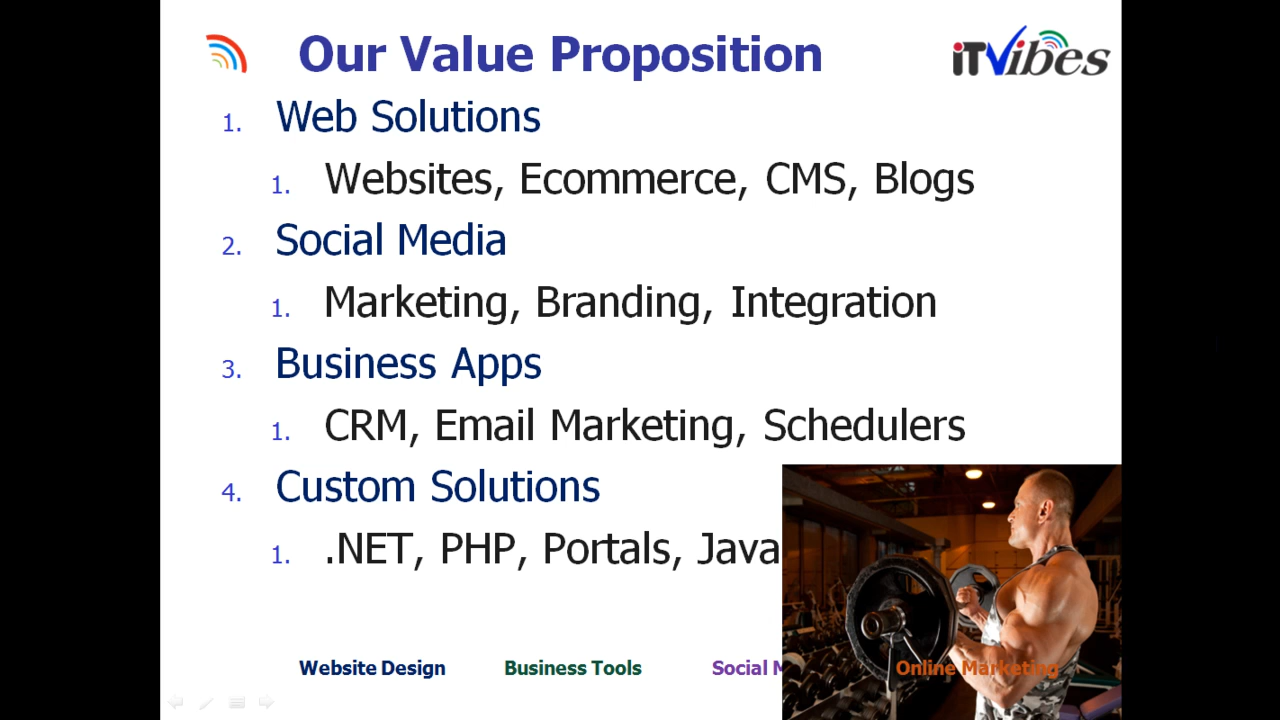 Our Value Proposition
iTVibes
1. Web Solutions
1. Websites, Ecommerce, CMS, Blogs
2. Social Media
1. Marketing, Branding, Integration
3. Business Apps
1. CRM, Email Marketing, Schedulers
4. Custom Solutions
1. .NET, PHP, Portals, Java
Website Design Business Tools Social M Online Marketing